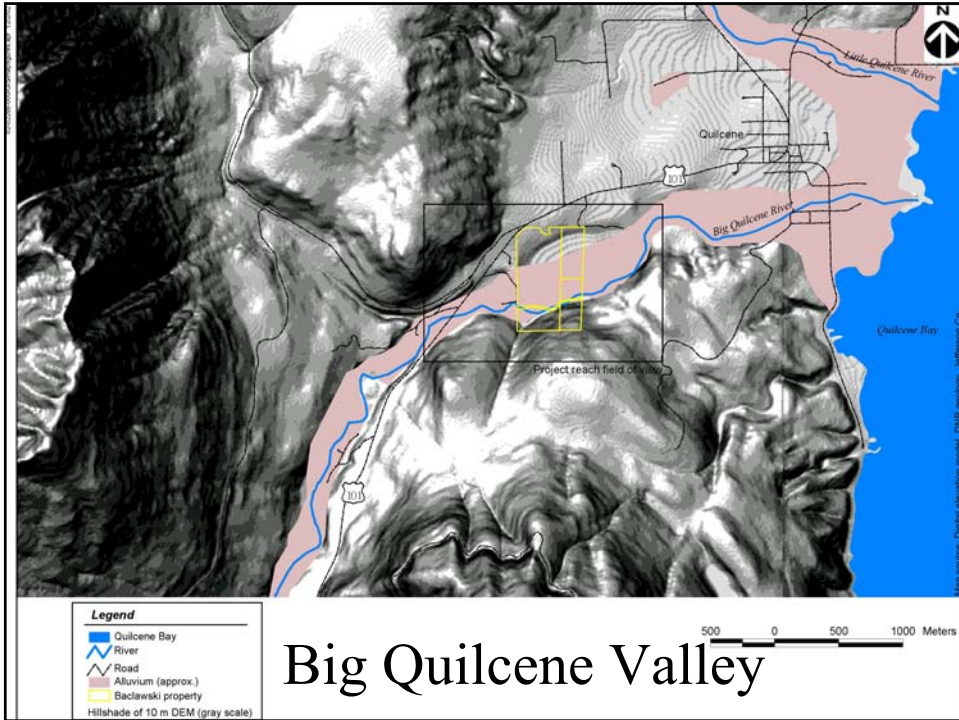 N
Little Quilcene River
Quilcene
101
Big Quilcene River
Quilcene Bay
Project reach field of view
101
Legend
Quilcene Bay
River
Road
Alluvium (approx.)
Baclawski property
Hillshade of 10 m DEM (gray scale)
Big Quilcene Valley
500 0 500 1000 Meters